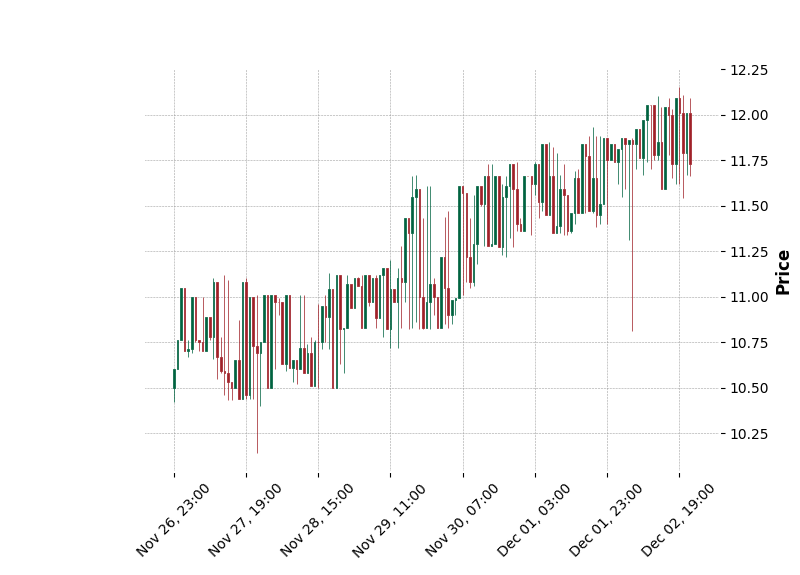 12.25
12.00
11.75
11.50
11.25
11.00
10.75
10.50
10.25
Price
Nov 26, 23:00
Nov 27, 19:00
Nov 28, 15:00
Nov 29, 11:00
Nov 30, 07:00
Dec 01, 03:00
Dec 01, 23:00
Dec 02, 19:00